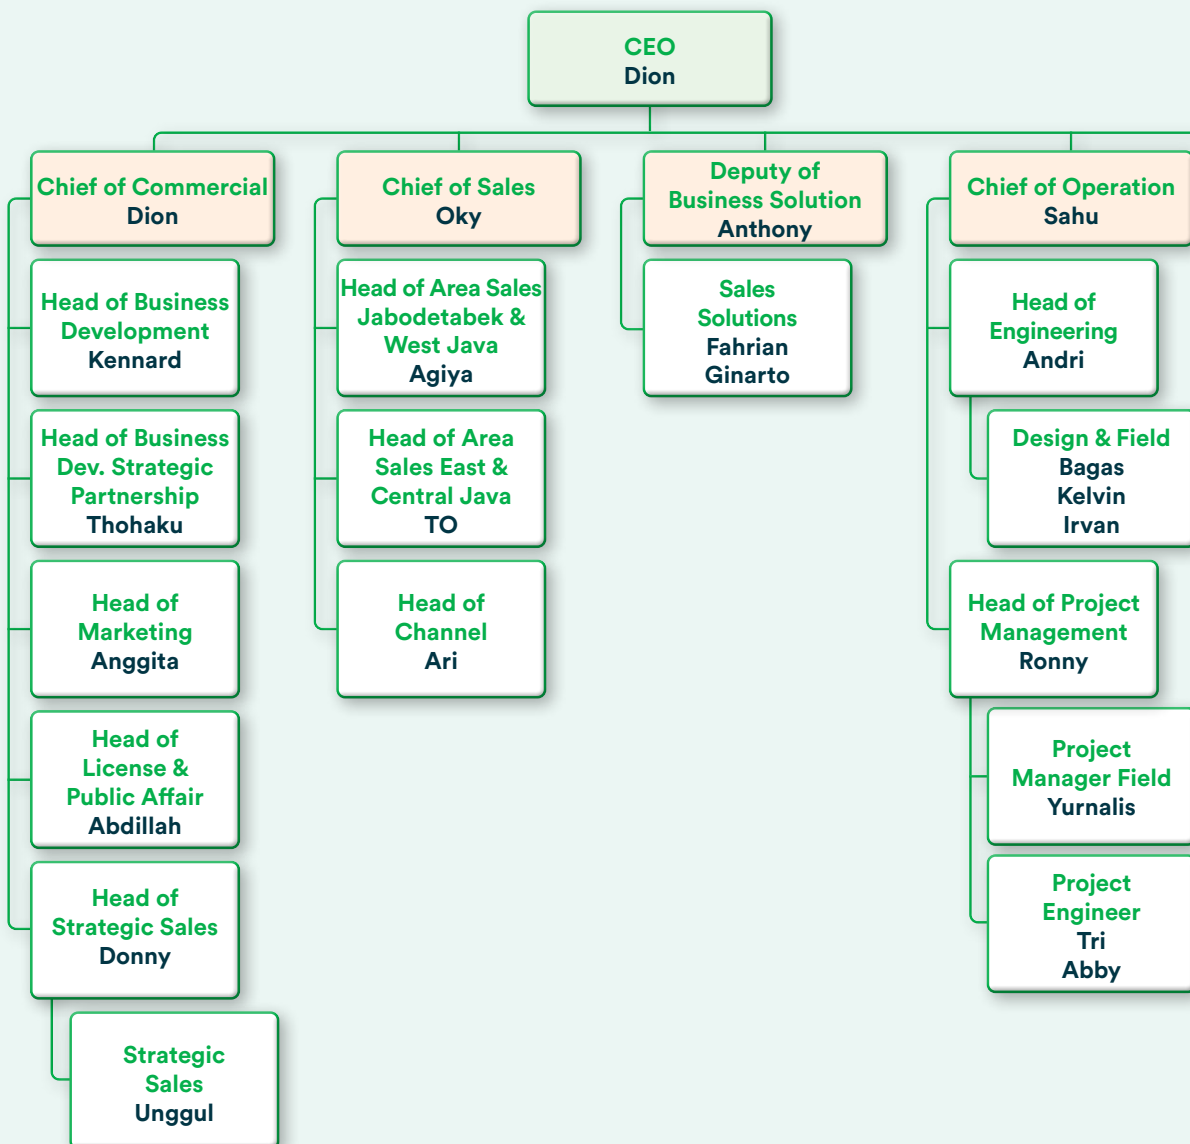 CEO
Dion
Chief of Commercial
Dion
Head of Business
Development
Kennard
Head of Business
Dev. Strategic
Partnership
Thohaku
Head of
Marketing
Anggita
Head of
License &
Public Affair
Abdillah
Head of
Strategic Sales
Donny
Strategic
Sales
Unggul
Chief of Sales
Oky
Head of Area Sales
Jabodetabek &
West Java
Agiya
Head of Area
Sales East &
Central Java
TO
Head of
Channel
Ari
Deputy of
Business Solution
Anthony
Sales
Solutions
Fahrian
Ginarto
Chief of Operation
Sahu
Head of
Engineering
Andri
Design & Field
Bagas
Kelvin
Irvan
Head of Project
Management
Ronny
Project
Manager Field
Yurnalis
Project
Engineer
Tri
Abby